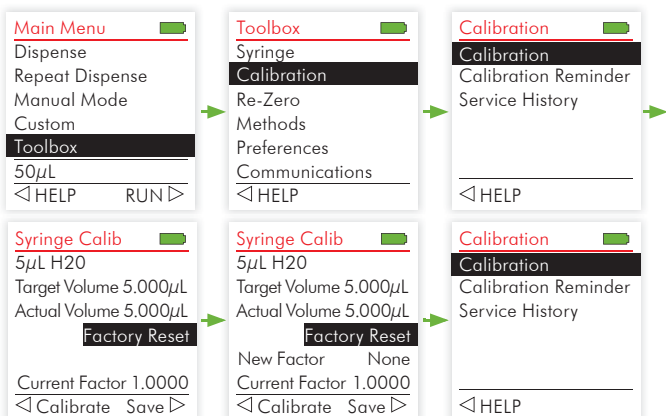 Main Menu
Dispense
Repeat Dispense
Manual Mode
Custom
Toolbox
50µL
◁ HELP RUN ▷
Toolbox
Syringe
Calibration
Re-Zero
Methods
Preferences
Communications
◁ HELP
Calibration
Calibration
Calibration Reminder
Service History
◁ HELP
Syringe Calib
5µL H20
Target Volume 5.000µL
Actual Volume 5.000µL
Factory Reset
Current Factor 1.0000
◁ Calibrate Save ▷
Syringe Calib
5µL H20
Target Volume 5.000µL
Actual Volume 5.000µL
Factory Reset
New Factor None
Current Factor 1.0000
◁ Calibrate Save ▷
Calibration
Calibration
Calibration Reminder
Service History
◁ HELP